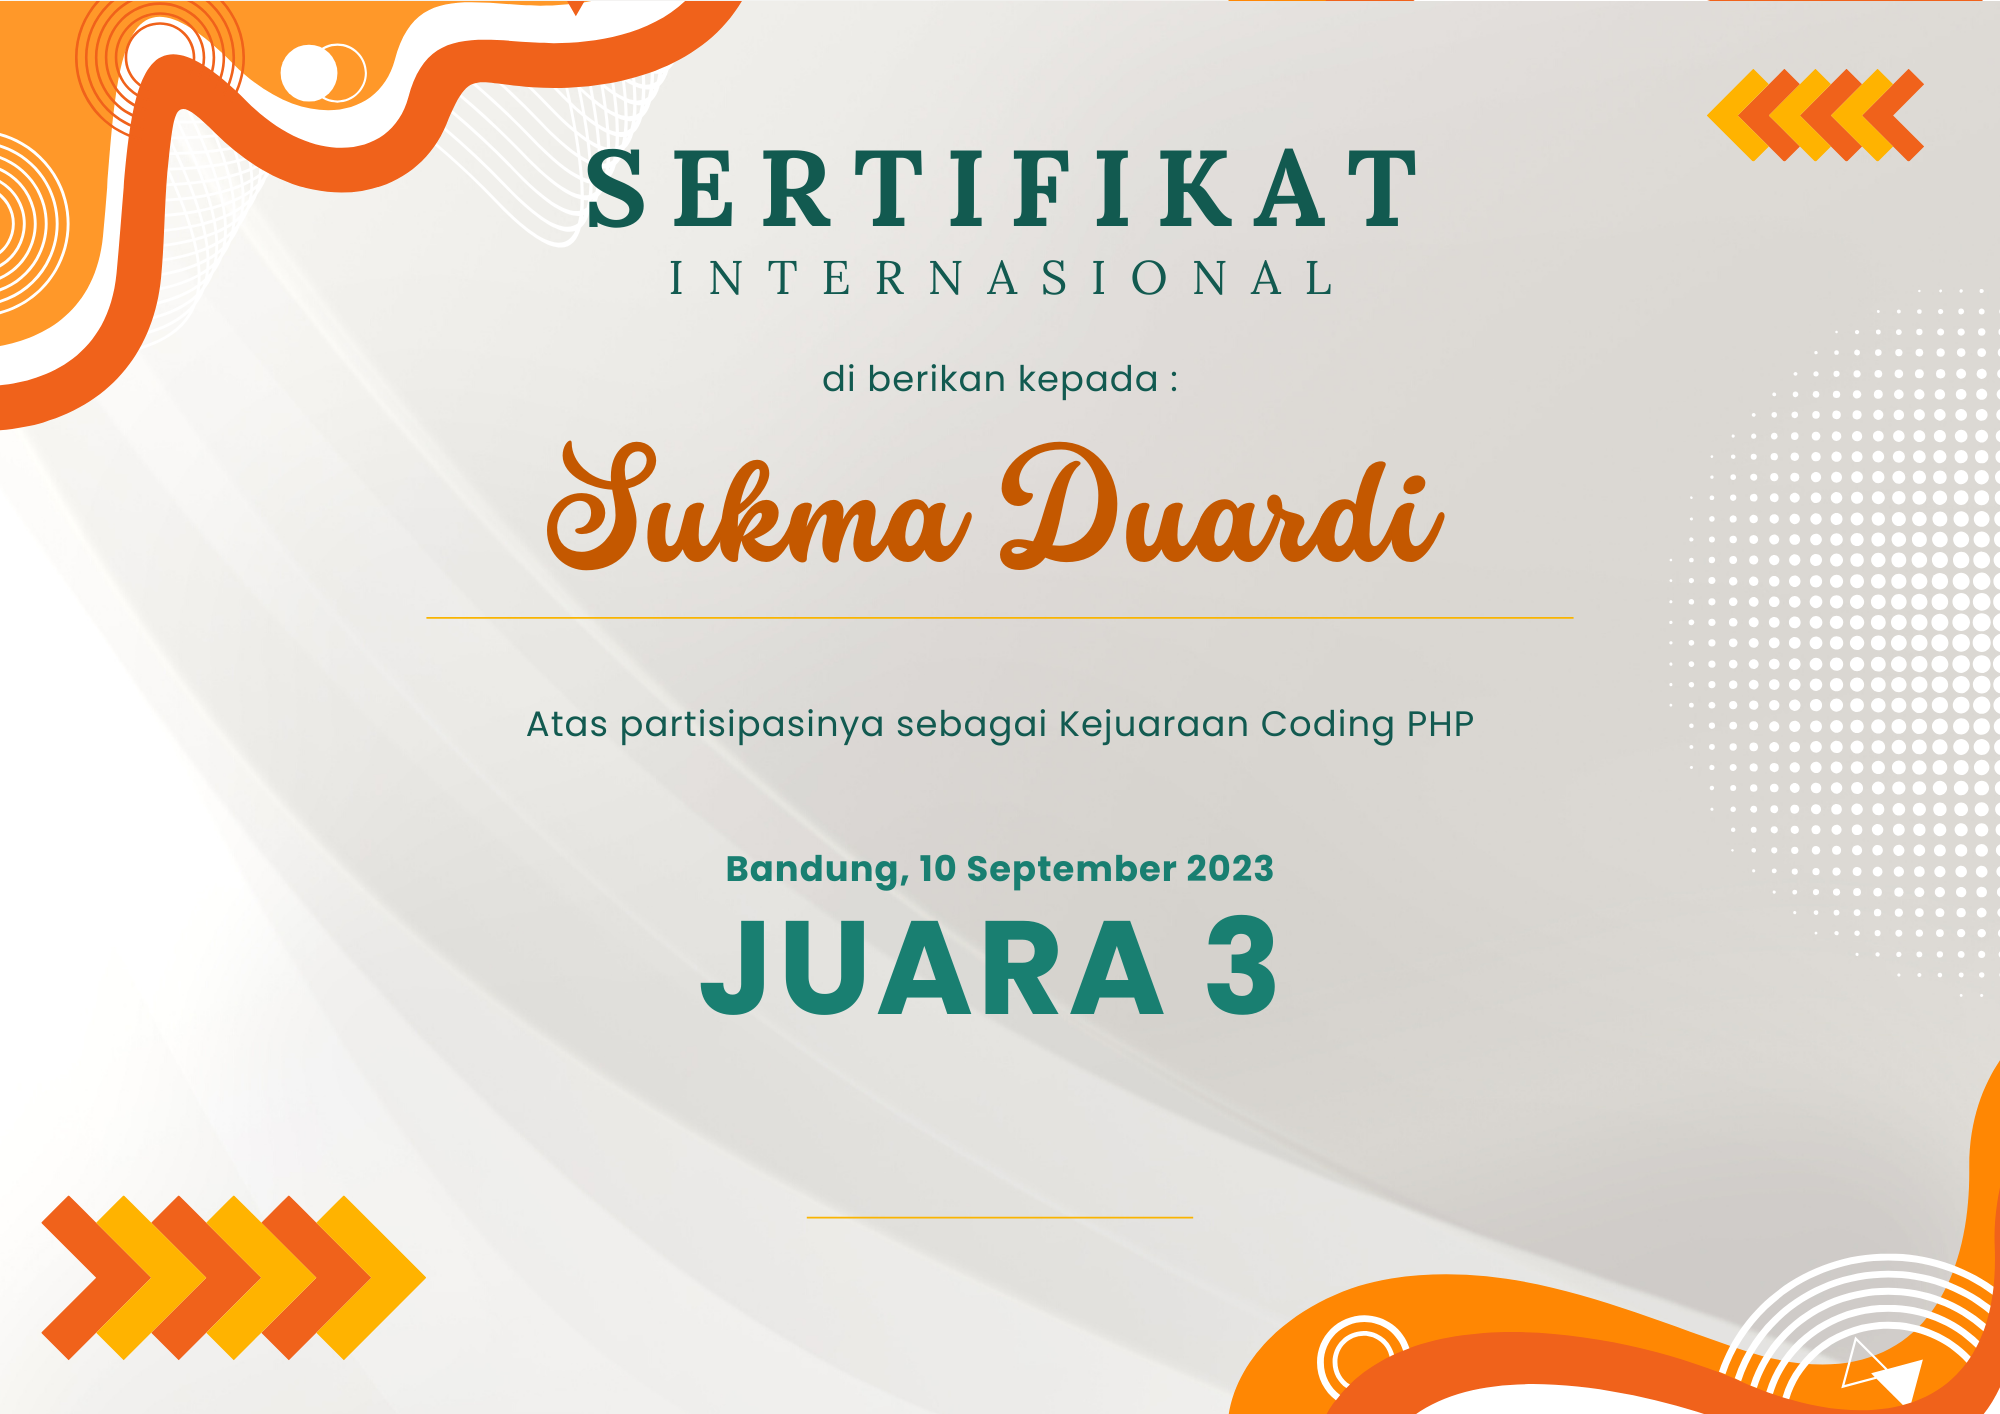 SERTIFIKAT
INTERNASIONAL
di berikan kepada :
Sukma Duardi
Atas partisipasinya sebagai Kejuaraan Coding PHP
Bandung, 10 September 2023
JUARA 3